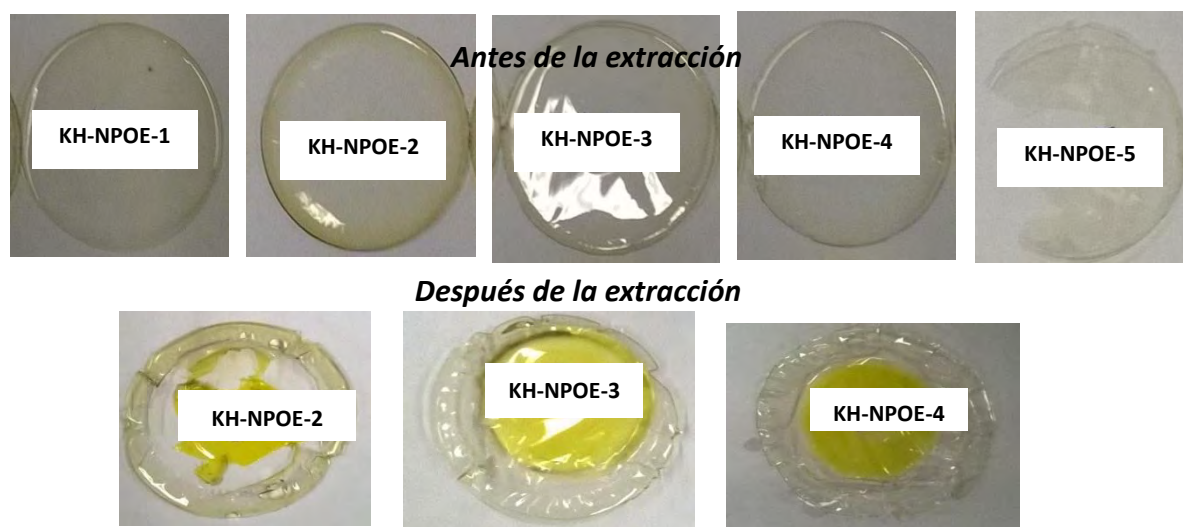 Antes de la extracción
KH-NPOE-1
KH-NPOE-2
KH-NPOE-3
KH-NPOE-4
KH-NPOE-5
Después de la extracción
KH-NPOE-2
KH-NPOE-3
KH-NPOE-4